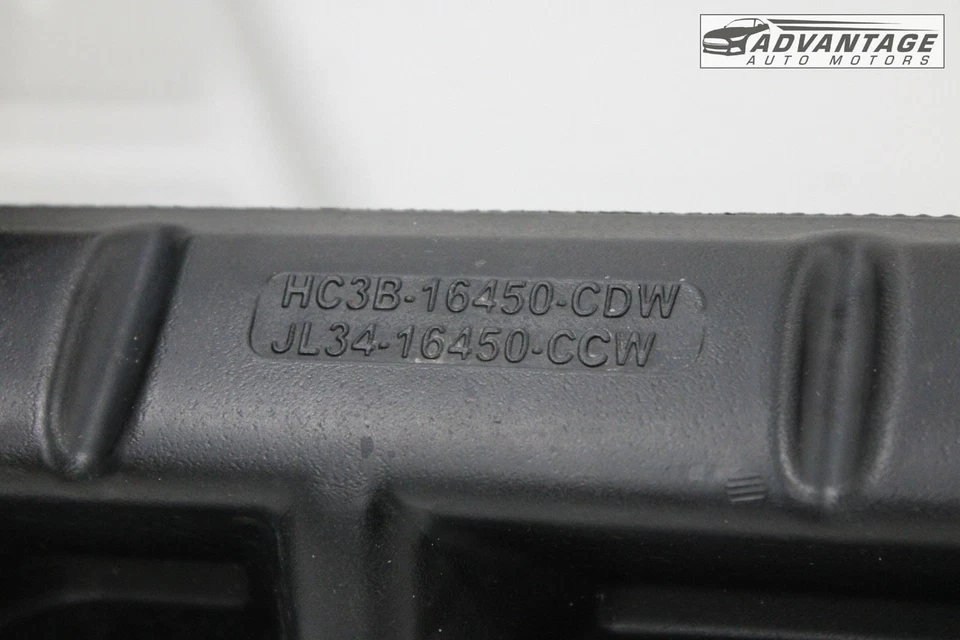 ADVANTAGE
AUTO MOTORS
HC3B-16450-CDW
JL34-16450-CCW